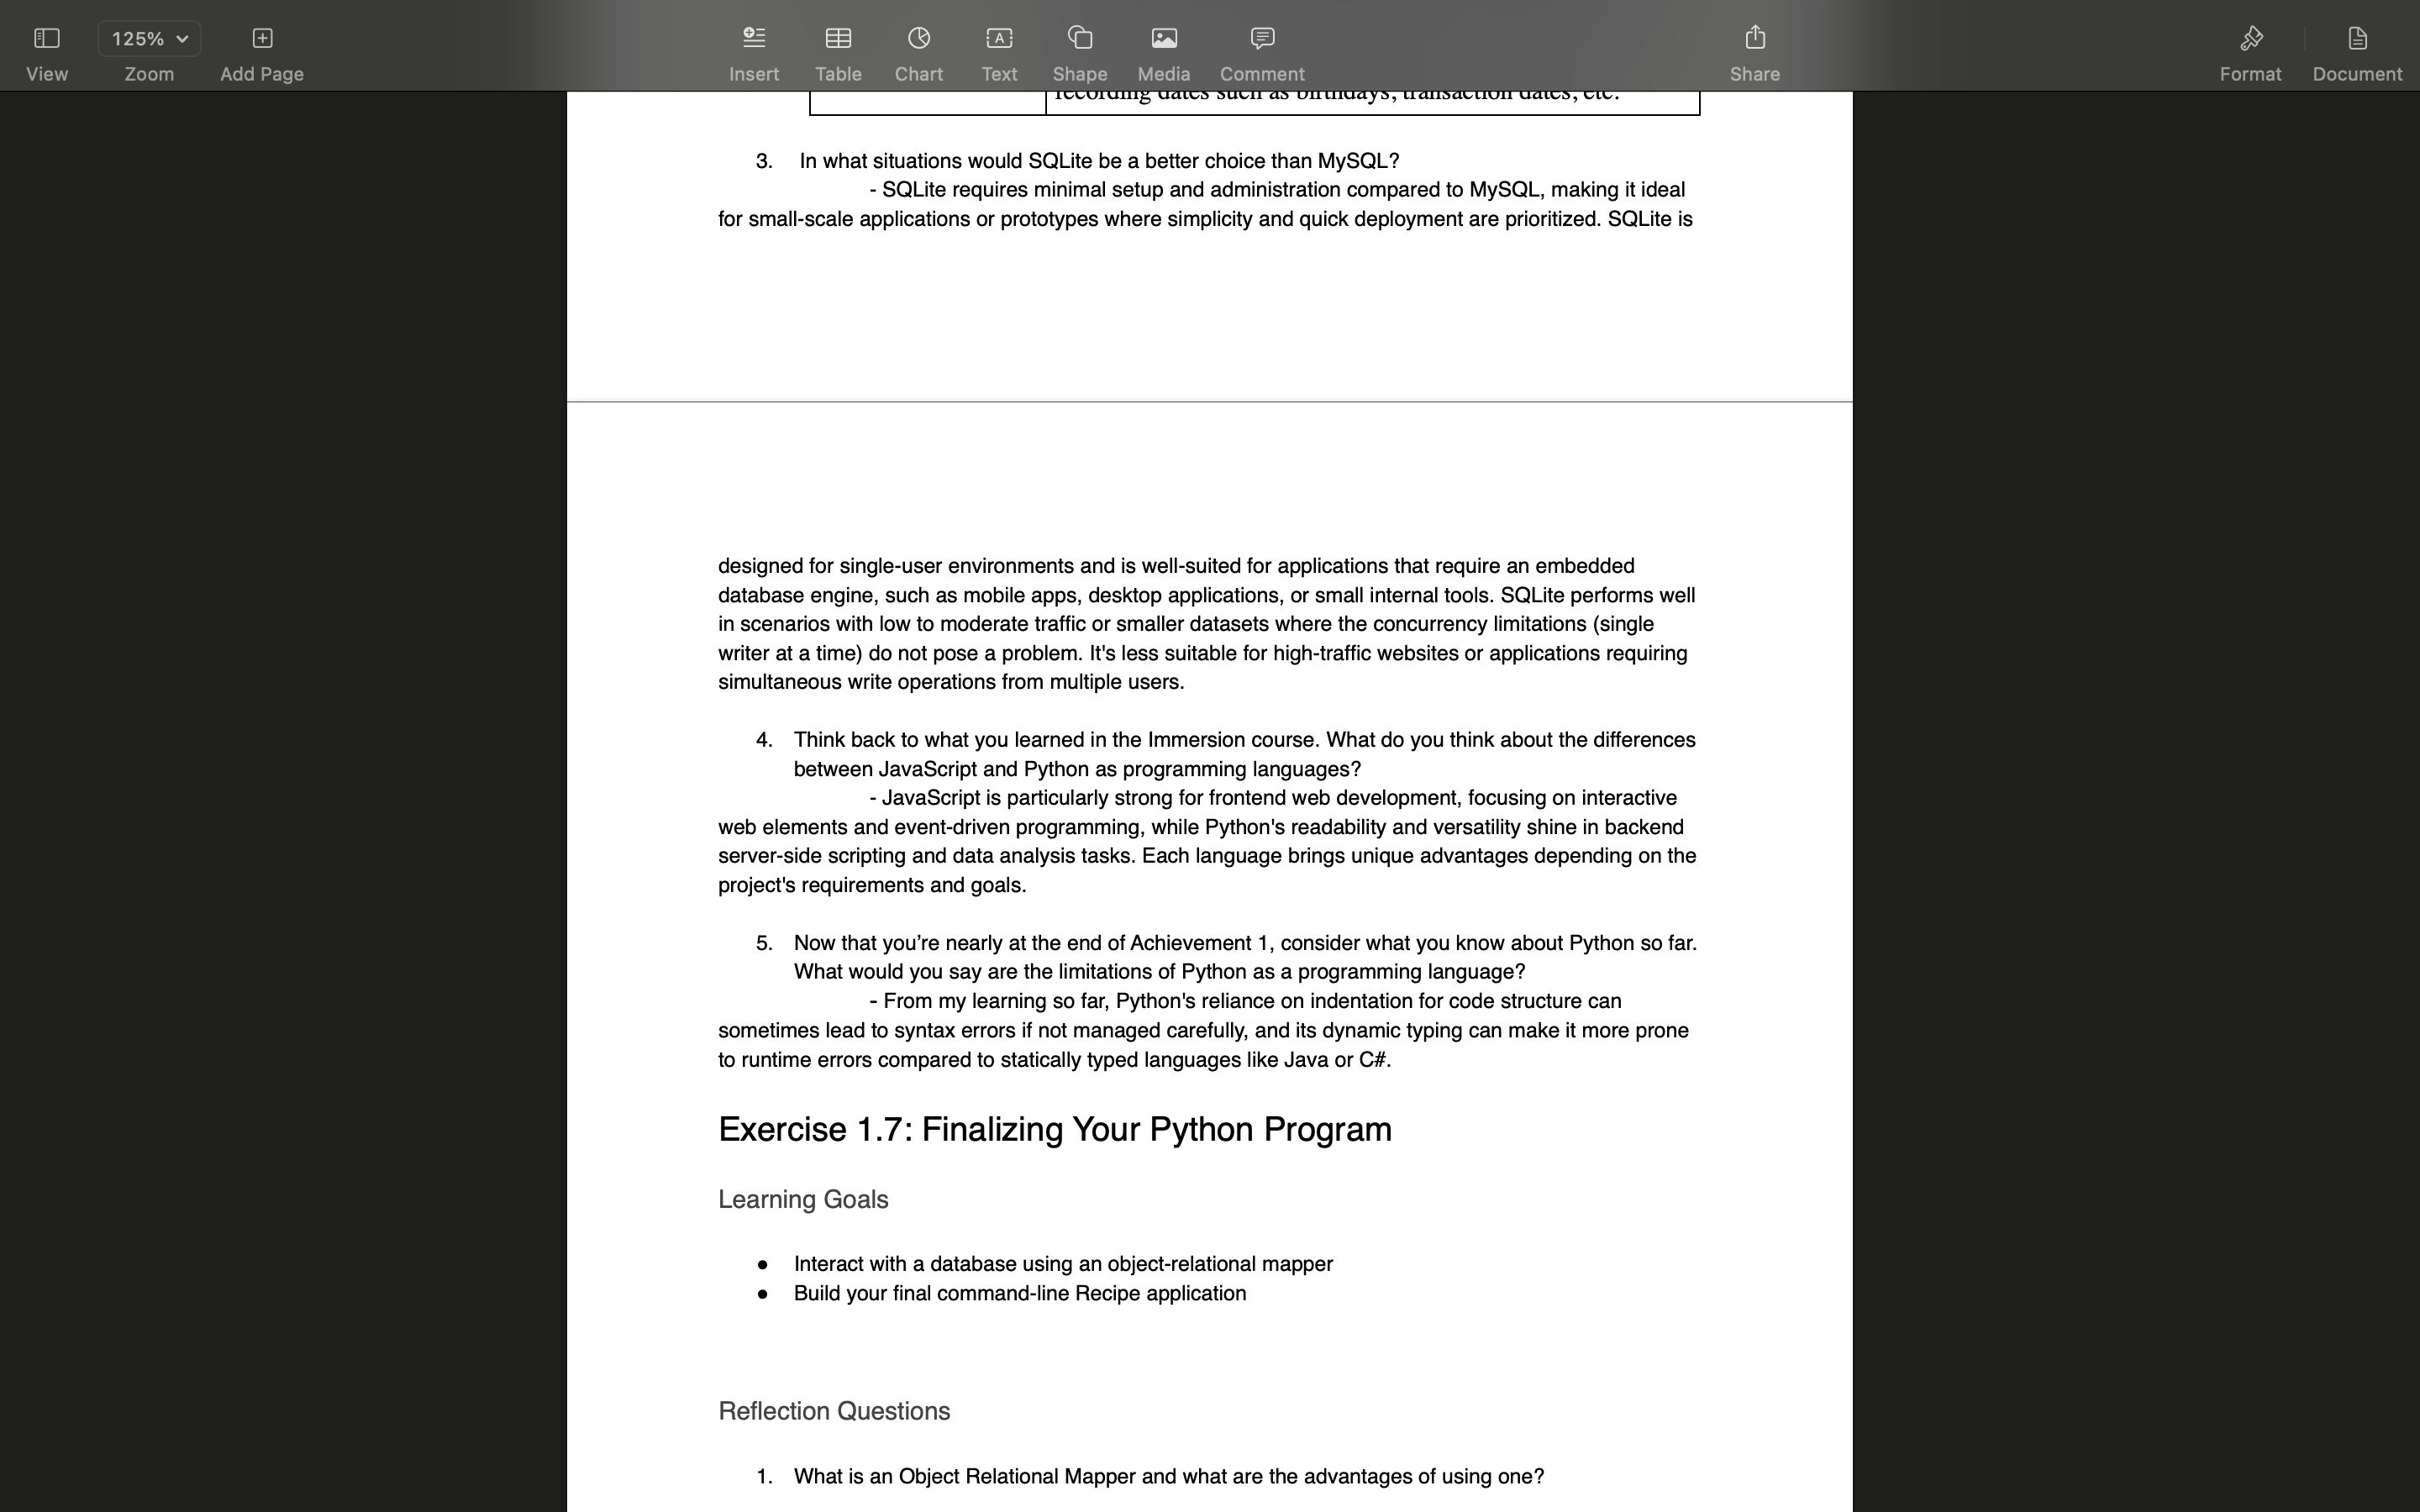 125%
View
Zoom
Add Page
Insert
Table
Chart
Text
Shape
Media
Comment
Share
Format
Document
recording dates such as birthdays, transaction dates, etc.
3. In what situations would SQLite be a better choice than MySQL?
- SQLite requires minimal setup and administration compared to MySQL, making it ideal
for small-scale applications or prototypes where simplicity and quick deployment are prioritized. SQLite is
designed for single-user environments and is well-suited for applications that require an embedded
database engine, such as mobile apps, desktop applications, or small internal tools. SQLite performs well
in scenarios with low to moderate traffic or smaller datasets where the concurrency limitations (single
writer at a time) do not pose a problem. It's less suitable for high-traffic websites or applications requiring
simultaneous write operations from multiple users.
4. Think back to what you learned in the Immersion course. What do you think about the differences
between JavaScript and Python as programming languages?
- JavaScript is particularly strong for frontend web development, focusing on interactive
web elements and event-driven programming, while Python's readability and versatility shine in backend
server-side scripting and data analysis tasks. Each language brings unique advantages depending on the
project's requirements and goals.
5. Now that you’re nearly at the end of Achievement 1, consider what you know about Python so far.
What would you say are the limitations of Python as a programming language?
- From my learning so far, Python's reliance on indentation for code structure can
sometimes lead to syntax errors if not managed carefully, and its dynamic typing can make it more prone
to runtime errors compared to statically typed languages like Java or C#.
Exercise 1.7: Finalizing Your Python Program
Learning Goals
● Interact with a database using an object-relational mapper
● Build your final command-line Recipe application
Reflection Questions
1. What is an Object Relational Mapper and what are the advantages of using one?